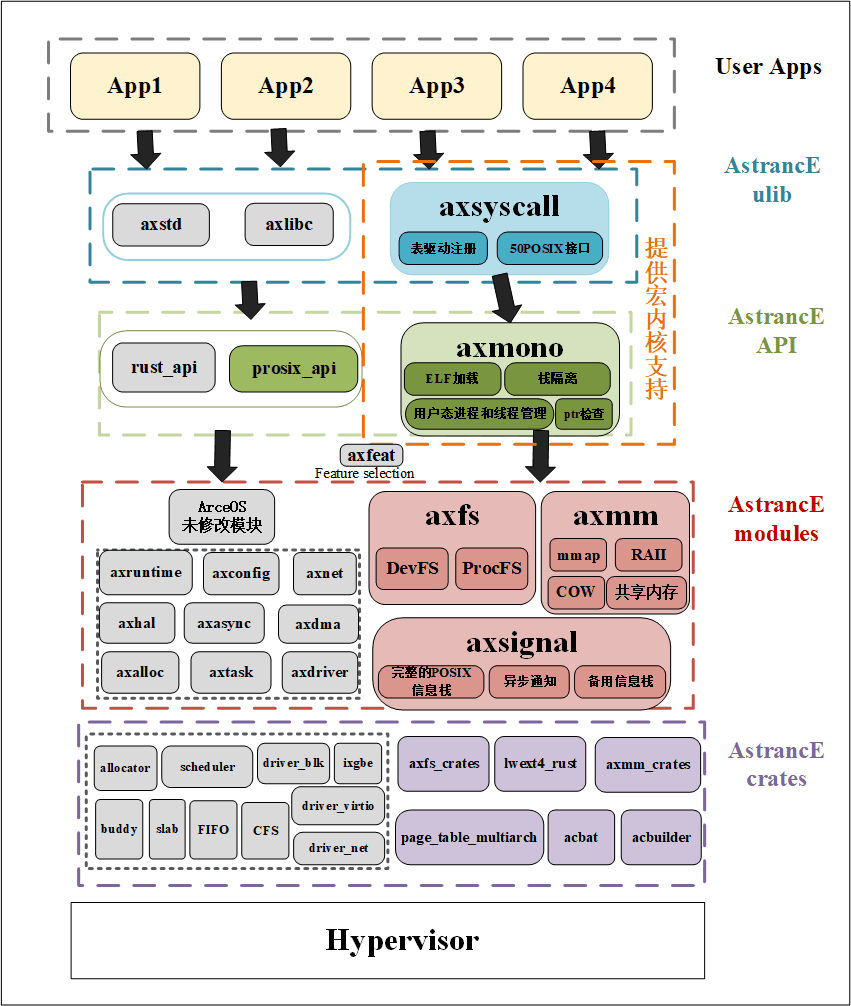 App1
App2
App3
App4
User Apps
AstrancE
ulib
axstd
axlibc
axsyscall
表驱动注册
50POSIX接口
提供宏内核支持
AstrancE
API
rust_api
prosix_api
axmono
ELF加载
栈隔离
用户态进程和线程管理
ptr检查
axfeat
Feature selection
AstrancE
modules
ArceOS
未修改模块
axruntime
axconfig
axnet
axhal
axasync
axdma
axalloc
axtask
axdriver
axfs
DevFS
ProcFS
axmm
mmap
RAII
COW
共享内存
axsignal
完整的POSIX
信息栈
异步通知
备用信息栈
AstrancE
crates
allocator
scheduler
driver_blk
ixgbe
buddy
slab
FIFO
CFS
driver_virtio
driver_net
axfs_crates
lwext4_rust
axmm_crates
page_table_multiarch
acbat
acbuilder
Hypervisor